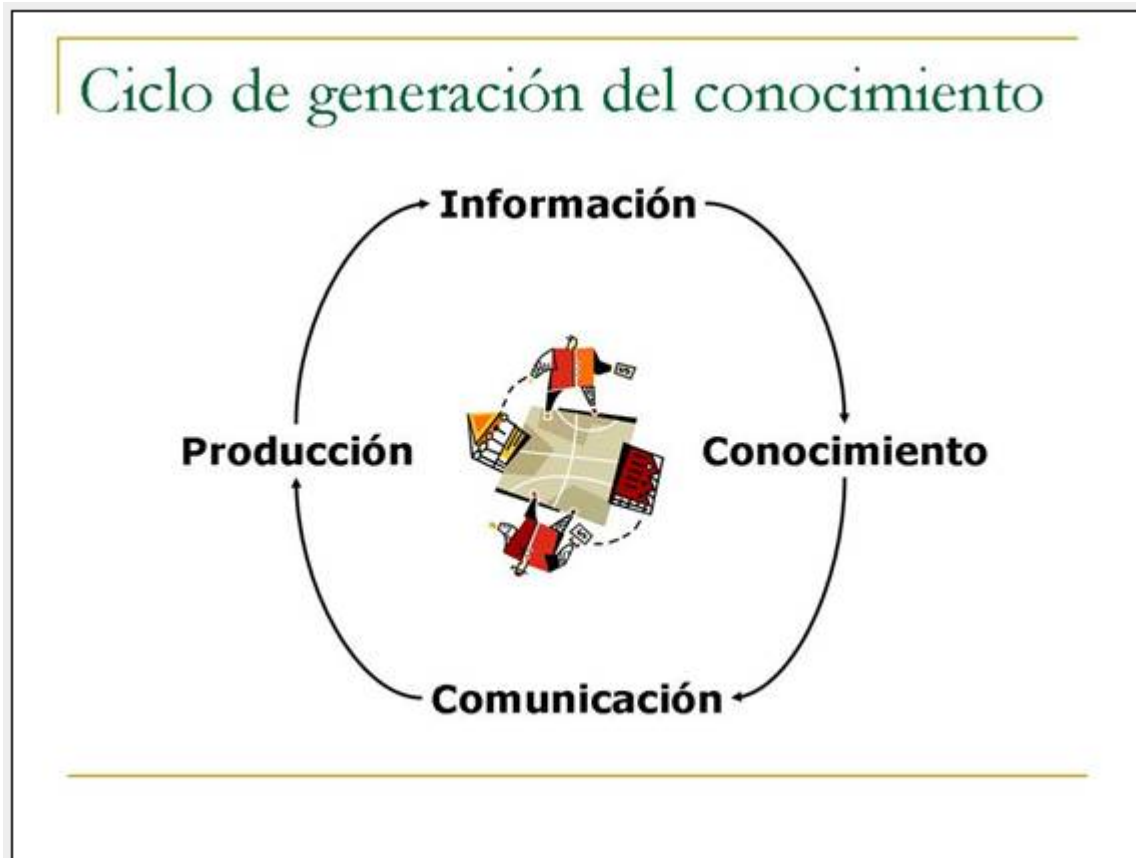 Ciclo de generación del conocimiento
Información
Producción
Conocimiento
Comunicación